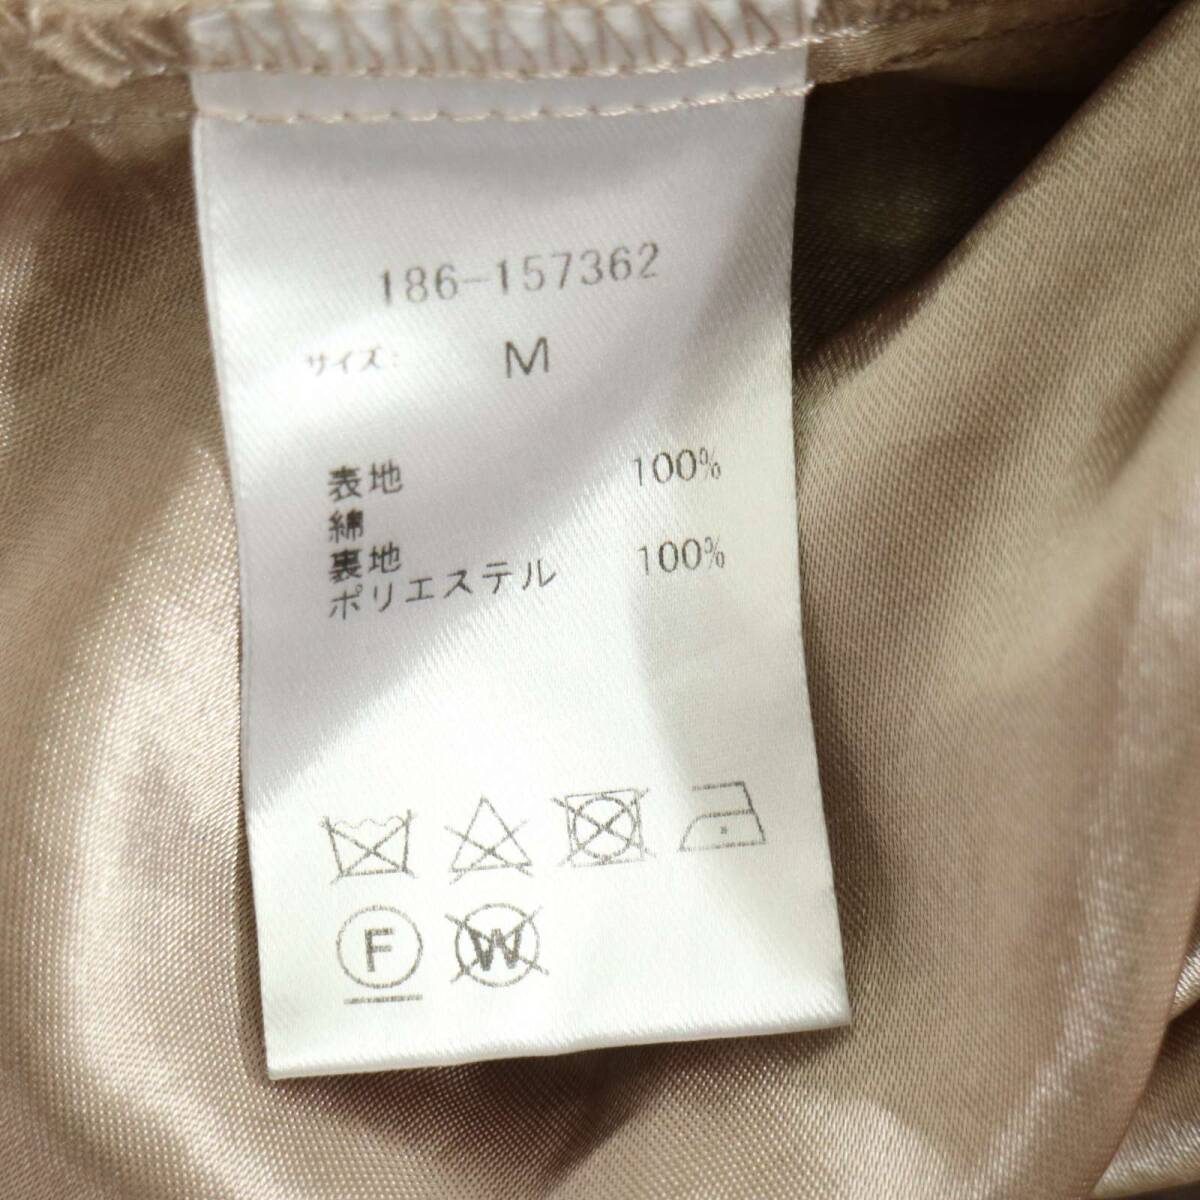 186-157362
サイズ: M
表地 100%
綿
裏地 100%
ポリエステル
F W